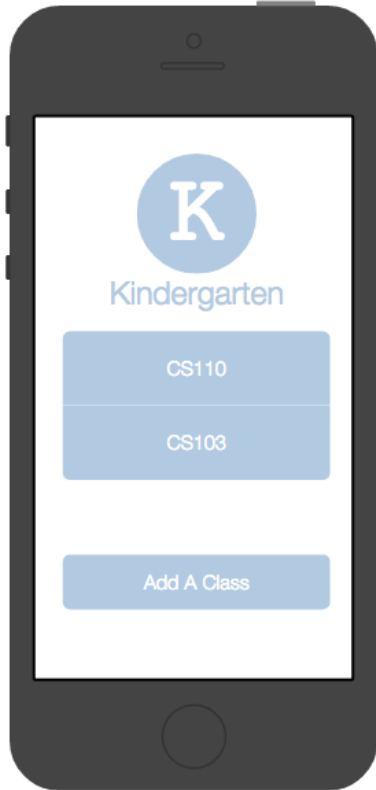 K
Kindergarten
CS110
CS103
Add A Class